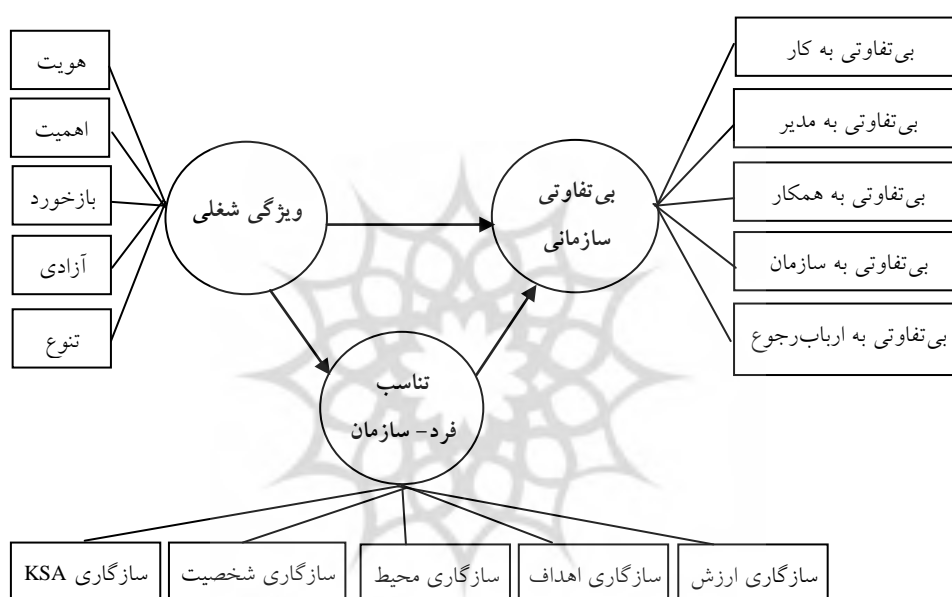 هویت
اهمیت
بازخورد
آزادی
تنوع
ویژگی شغلی
بی‌تفاوتی
سازمانی
تناسب
فرد- سازمان
بی‌تفاوتی به کار
بی‌تفاوتی به مدیر
بی‌تفاوتی به همکار
بی‌تفاوتی به سازمان
بی‌تفاوتی به ارباب‌رجوع
سازگاری ارزش
سازگاری اهداف
سازگاری محیط
سازگاری شخصیت
سازگاری KSA